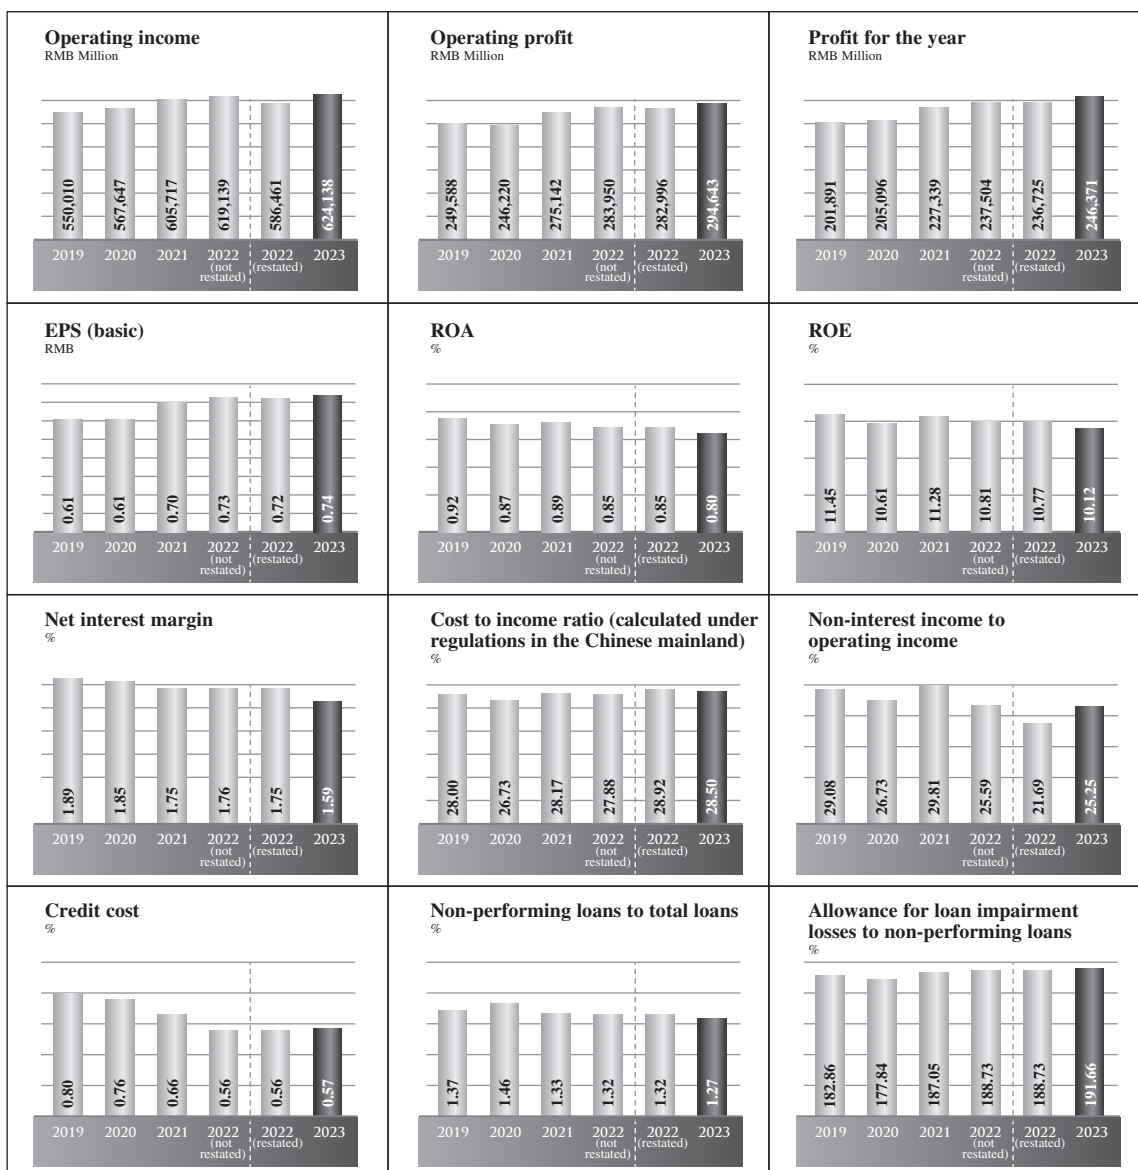 Operating income
RMB Million
550,010
567,647
605,717
619,139
586,461
624,138
2019 2020 2021 2022 2022 2023
(not (restated)
restated)
Operating profit
RMB Million
249,588
246,220
275,142
283,950
282,996
294,643
2019 2020 2021 2022 2022 2023
(not (restated)
restated)
Profit for the year
RMB Million
201,891
205,096
227,339
237,504
236,725
246,371
2019 2020 2021 2022 2022 2023
(not (restated)
restated)
EPS (basic)
RMB
0.61
0.61
0.70
0.73
0.72
0.74
2019 2020 2021 2022 2022 2023
(not (restated)
restated)
ROA
%
0.92
0.87
0.89
0.85
0.85
0.80
2019 2020 2021 2022 2022 2023
(not (restated)
restated)
ROE
%
11.45
10.61
11.28
10.81
10.77
10.12
2019 2020 2021 2022 2022 2023
(not (restated)
restated)
Net interest margin
%
1.89
1.85
1.75
1.76
1.75
1.59
2019 2020 2021 2022 2022 2023
(not (restated)
restated)
Cost to income ratio (calculated under
regulations in the Chinese mainland)
%
28.00
26.73
28.17
27.88
28.92
28.50
2019 2020 2021 2022 2022 2023
(not (restated)
restated)
Non-interest income to
operating income
%
29.08
26.73
29.81
25.59
21.69
25.25
2019 2020 2021 2022 2022 2023
(not (restated)
restated)
Credit cost
%
0.80
0.76
0.66
0.56
0.56
0.57
2019 2020 2021 2022 2022 2023
(not (restated)
restated)
Non-performing loans to total loans
%
1.37
1.46
1.33
1.32
1.32
1.27
2019 2020 2021 2022 2022 2023
(not (restated)
restated)
Allowance for loan impairment
losses to non-performing loans
%
182.86
177.84
187.05
188.73
188.73
191.66
2019 2020 2021 2022 2022 2023
(not (restated)
restated)